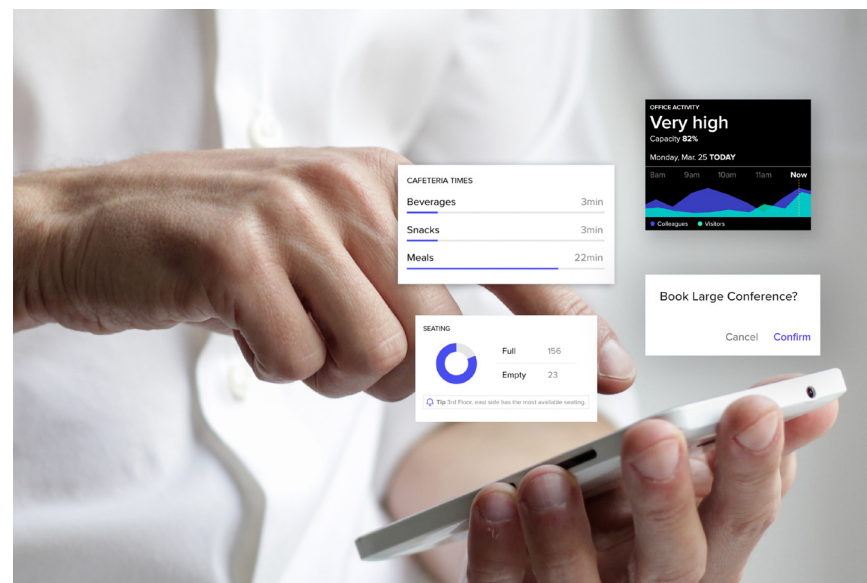 OFFICE ACTIVITY
Very high
Capacity 82%
Monday, Mar. 25 TODAY
8am 9am 10am 11am Now
Colleagues Visitors
CAFETERIA TIMES
Beverages 3min
Snacks 3min
Meals 22min
Book Large Conference?
Cancel Confirm
SEATING
Full 156
Empty 23
Tip 3rd Floor, east side has the most available seating.